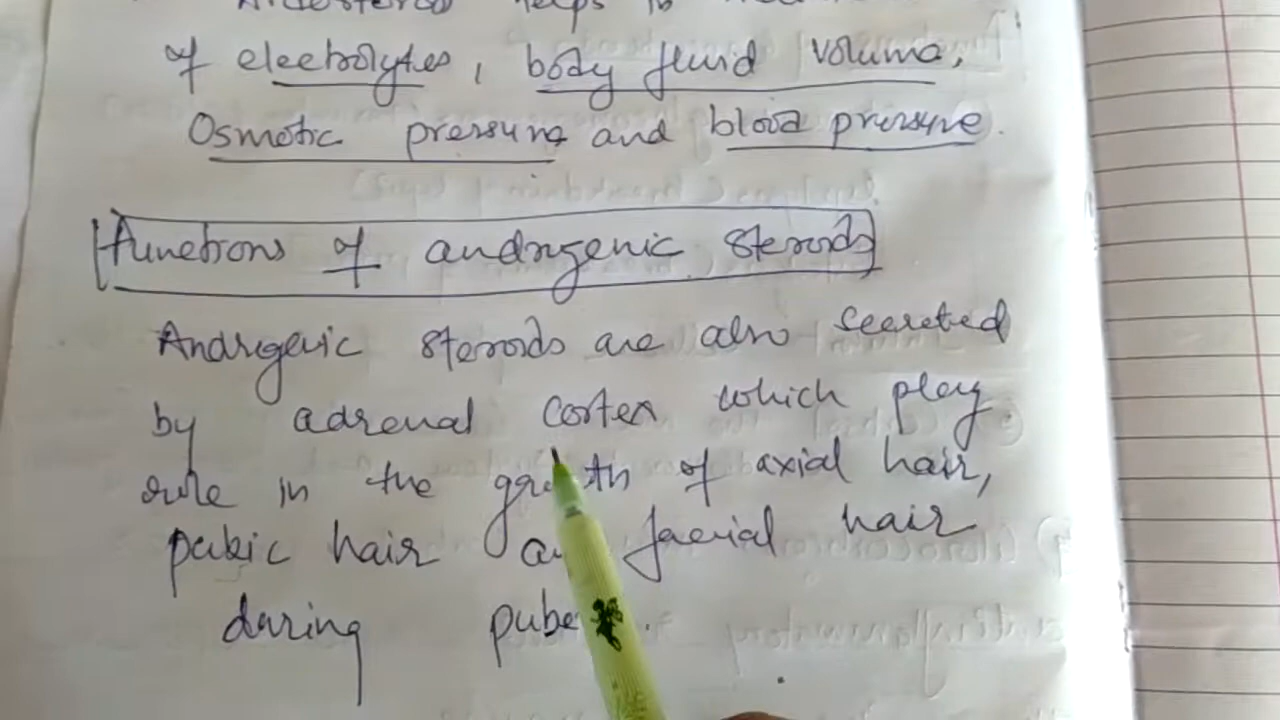 of electrolytes, body fluid voluma,
Osmotic pressure and blood pressure.
Functions of androgenic steroids
Androgenic steroids are also secreted
by adrenal cortex which play
role in the growth of axial hair,
pubic hair facial hair
during